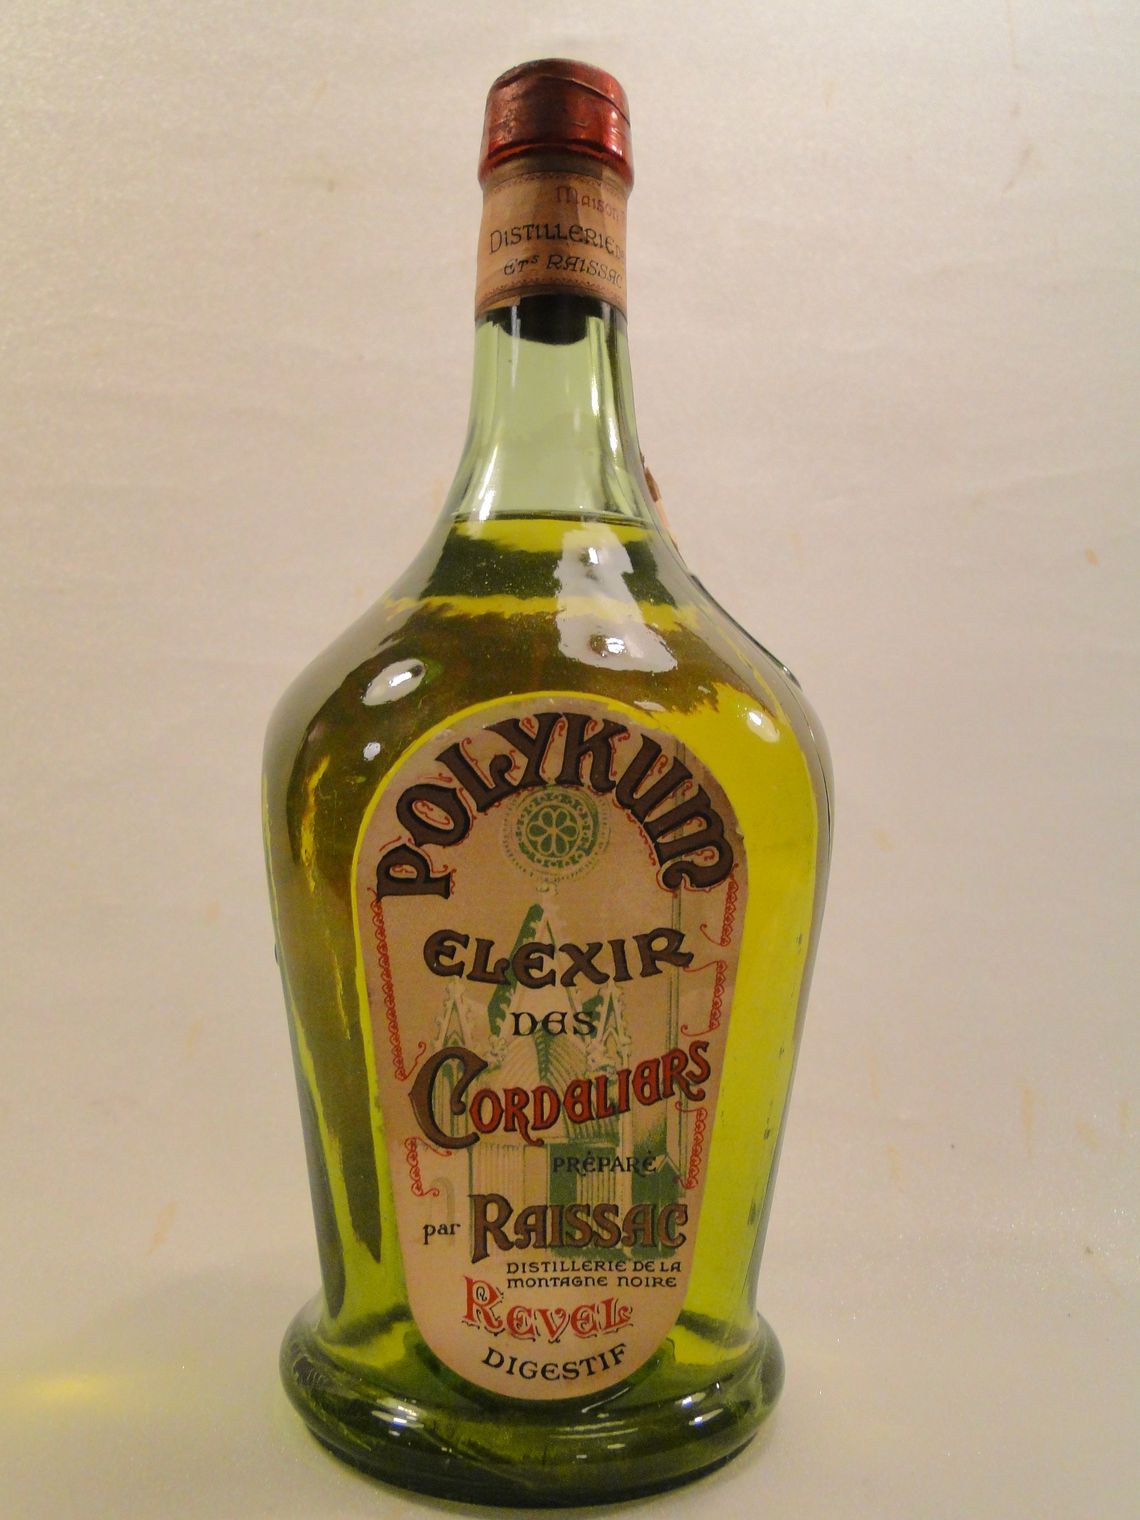 Maison
Distillerie
Ets RAISSAC
POLYKUM
ELEXIR
DES
CORDELIERS
PRÉPARÉ
par RAISSAC
DISTILLERIE DE LA
MONTAGNE NOIRE
REVEL
DIGESTIF